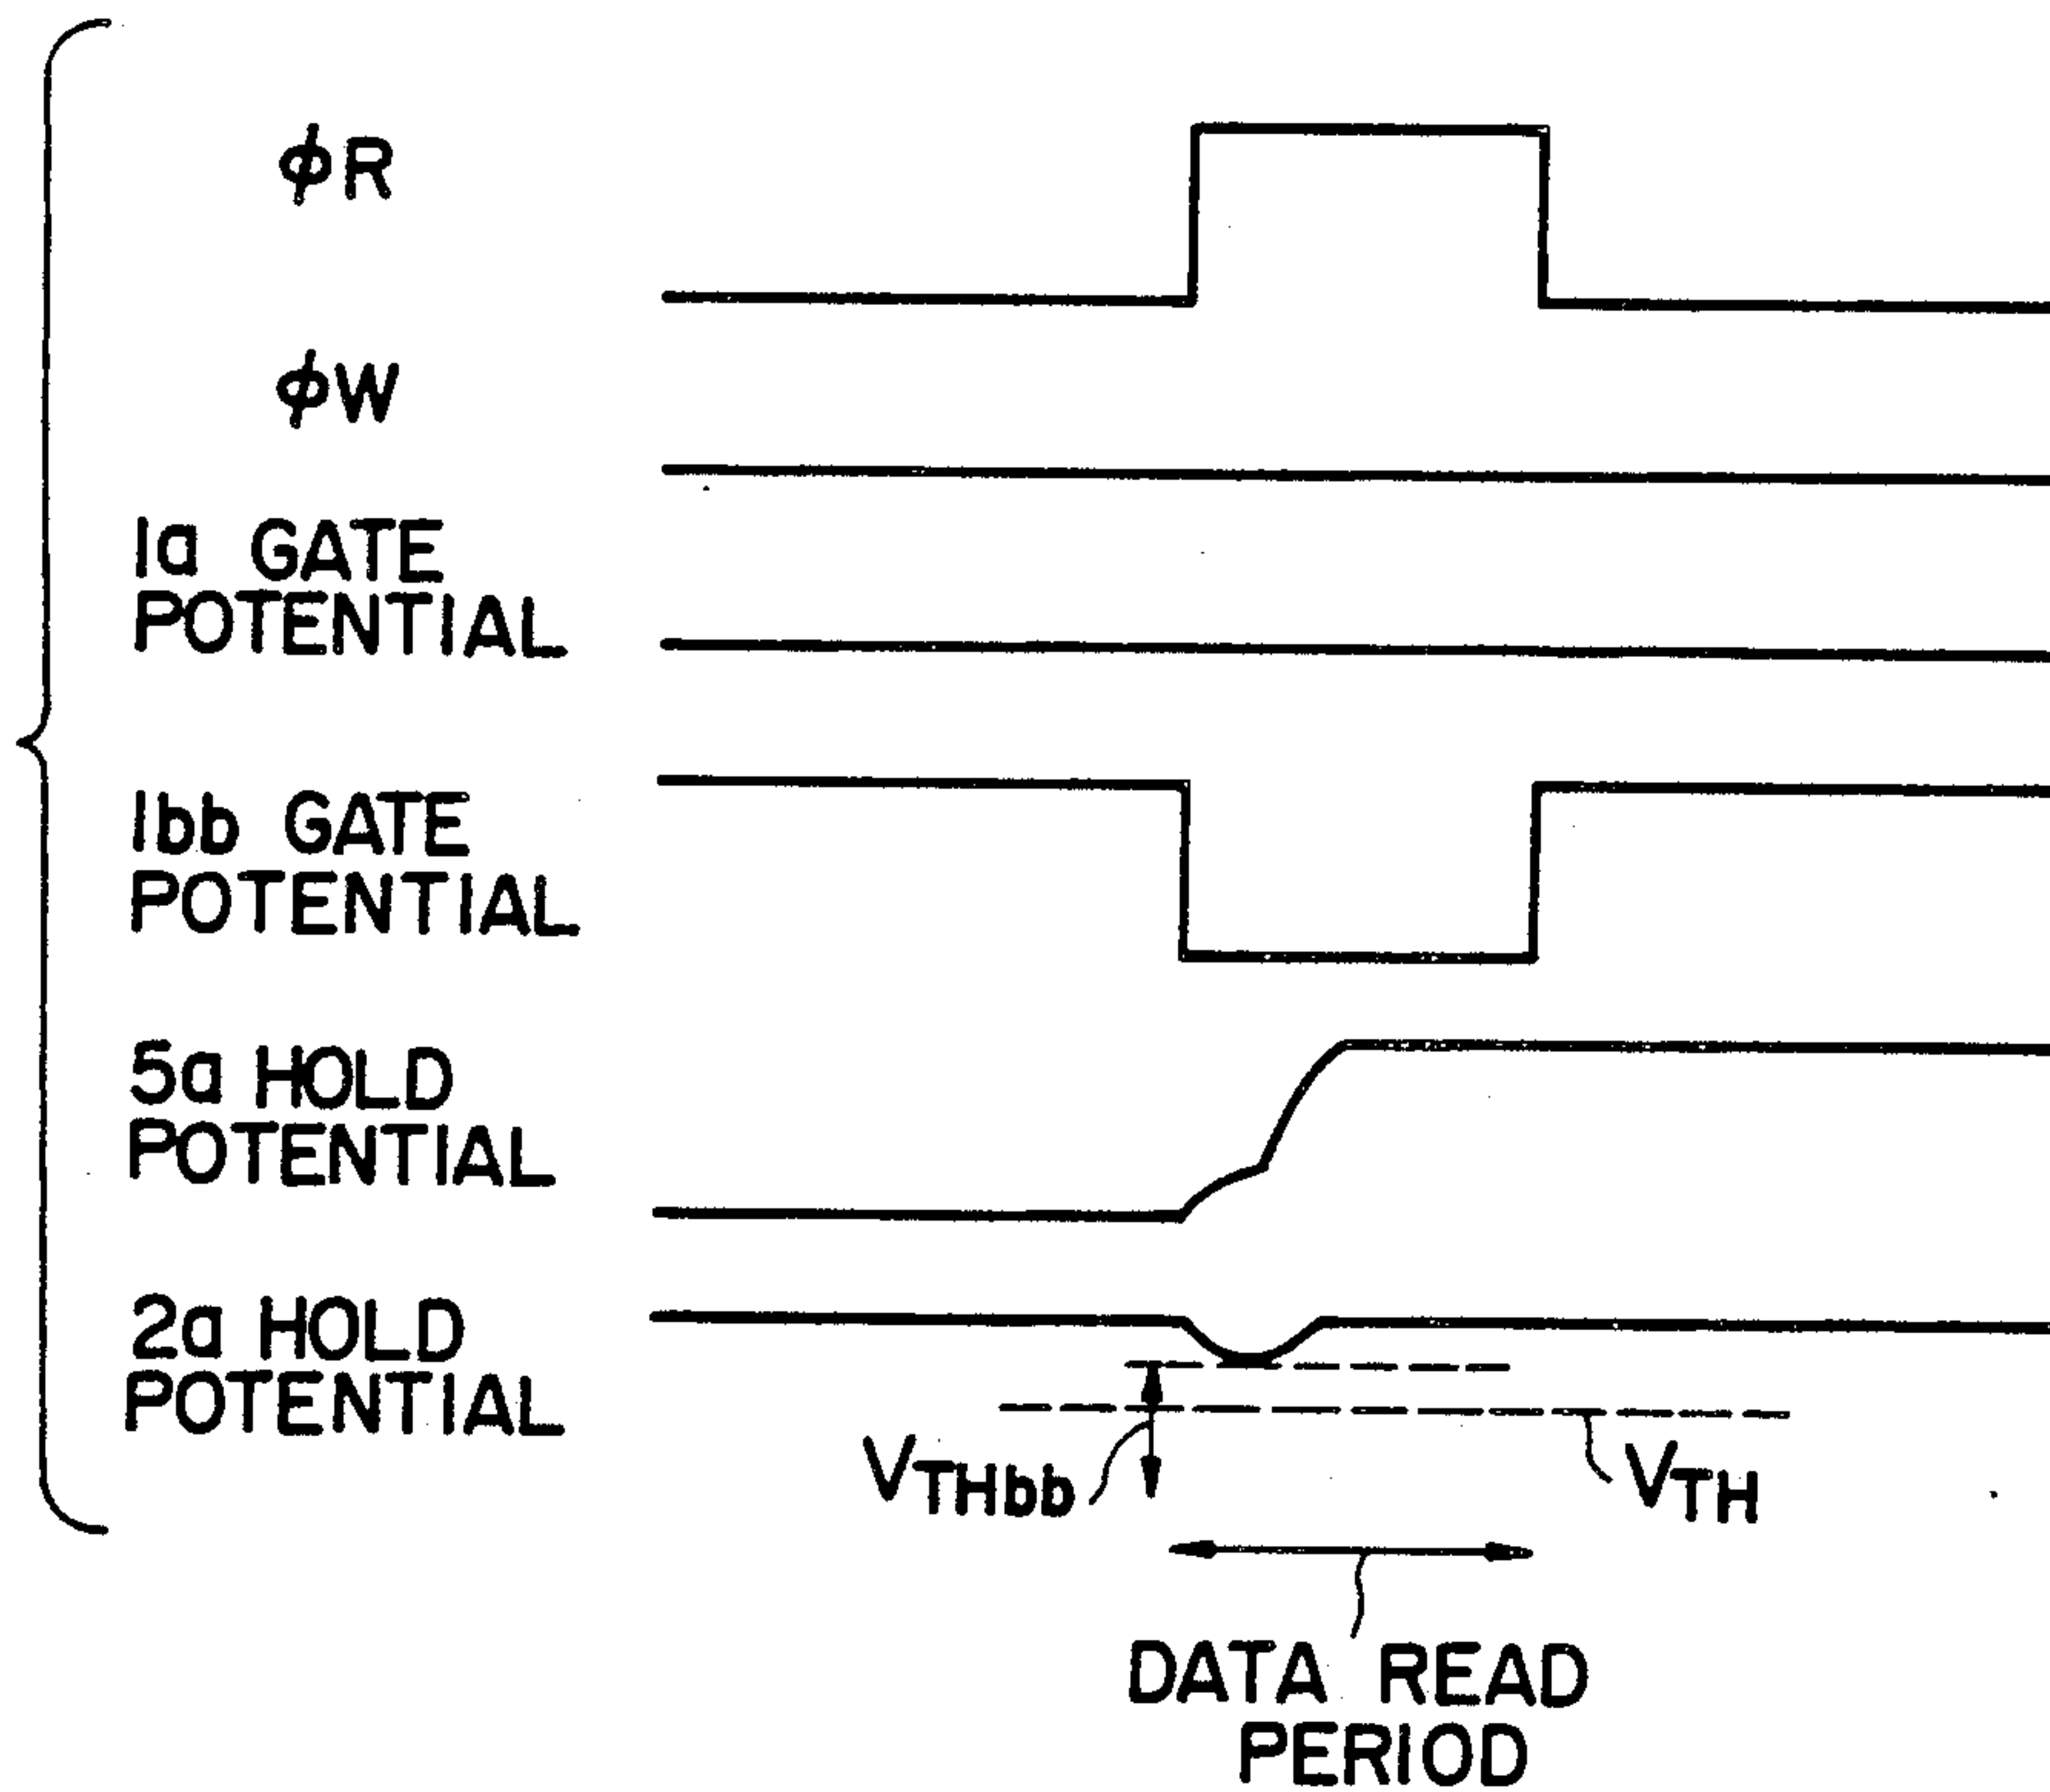 ϕR
ϕW
1a GATE
POTENTIAL
1bb GATE
POTENTIAL
5a HOLD
POTENTIAL
2a HOLD
POTENTIAL
VTHbb
VTH
DATA READ
PERIOD